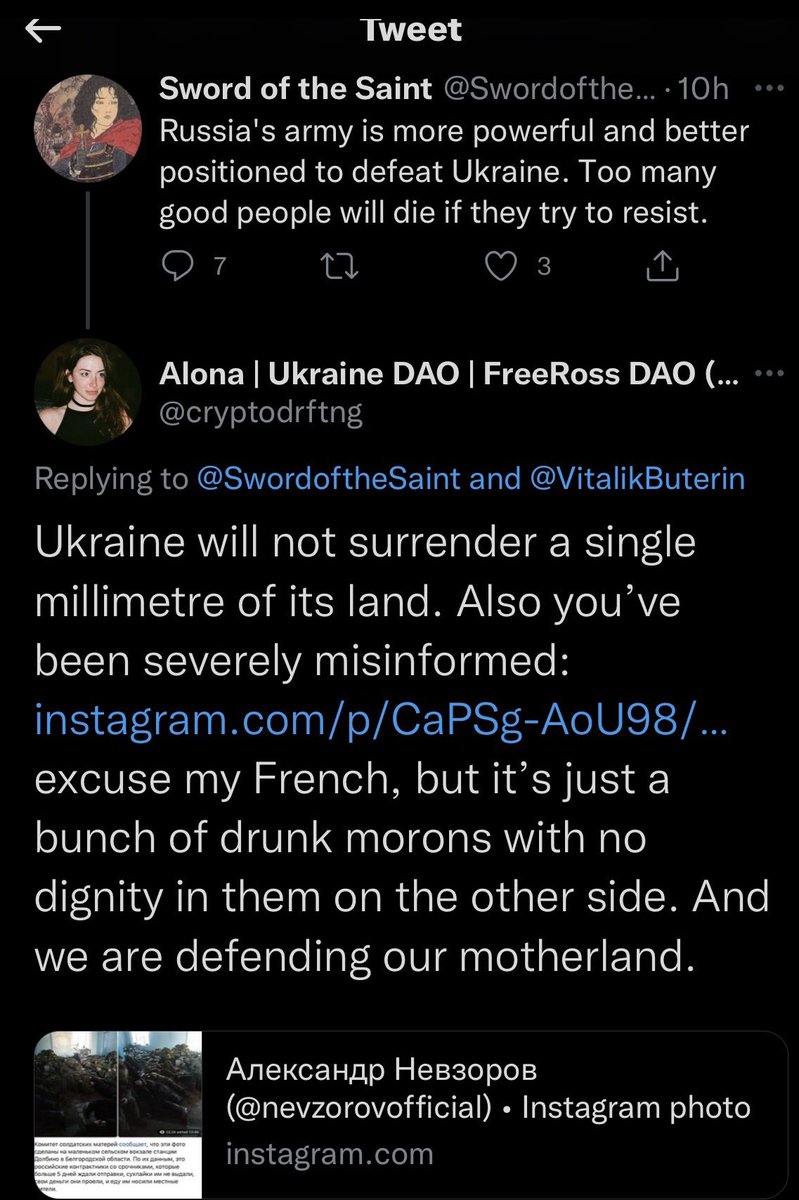 Tweet
Sword of the Saint @Swordofthe... · 10h
Russia's army is more powerful and better
positioned to defeat Ukraine. Too many
good people will die if they try to resist.
7 3
Alona | Ukraine DAO | FreeRoss DAO (...
@cryptodrftng
Replying to @SwordoftheSaint and @VitalikButerin
Ukraine will not surrender a single
millimetre of its land. Also you’ve
been severely misinformed:
instagram.com/p/CaPSg-AoU98/...
excuse my French, but it’s just a
bunch of drunk morons with no
dignity in them on the other side. And
we are defending our motherland.
Александр Невзоров
(@nevzorovofficial) • Instagram photo
instagram.com
Комитет солдатских матерей сообщает, что эти фото
сделаны на маленьком сельском вокзале станции
Долбино в Белгородской области. По их данным, это
российские контрактники со срочниками, которые
больше 5 дней ждали отправки, сухпайки им не выдали,
свои деньги они проели, и еду им носили местные
жители.